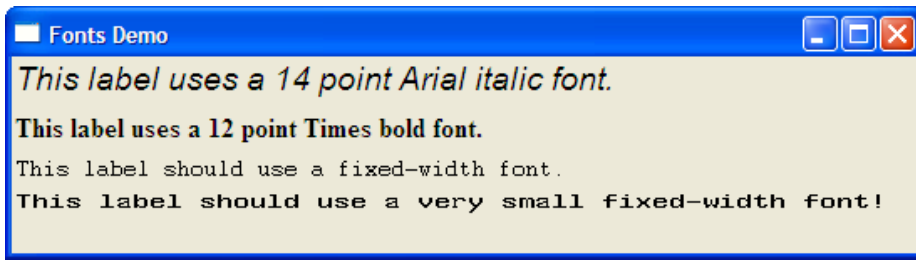 Fonts Demo
This label uses a 14 point Arial italic font.
This label uses a 12 point Times bold font.
This label should use a fixed-width font.
This label should use a very small fixed-width font!